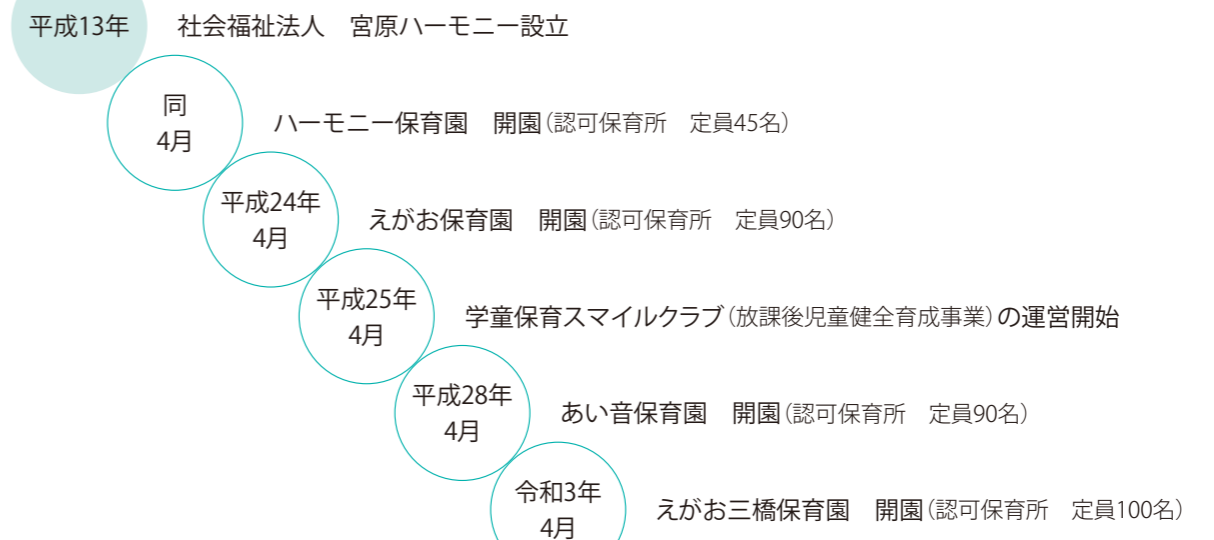 平成13年　社会福祉法人　宮原ハーモニー設立
同
4月
ハーモニー保育園　開園（認可保育所　定員45名）
平成24年
4月
えがお保育園　開園（認可保育所　定員90名）
平成25年
4月
学童保育スマイルクラブ（放課後児童健全育成事業）の運営開始
平成28年
4月
あい音保育園　開園（認可保育所　定員90名）
令和3年
4月
えがお三橋保育園　開園（認可保育所　定員100名）